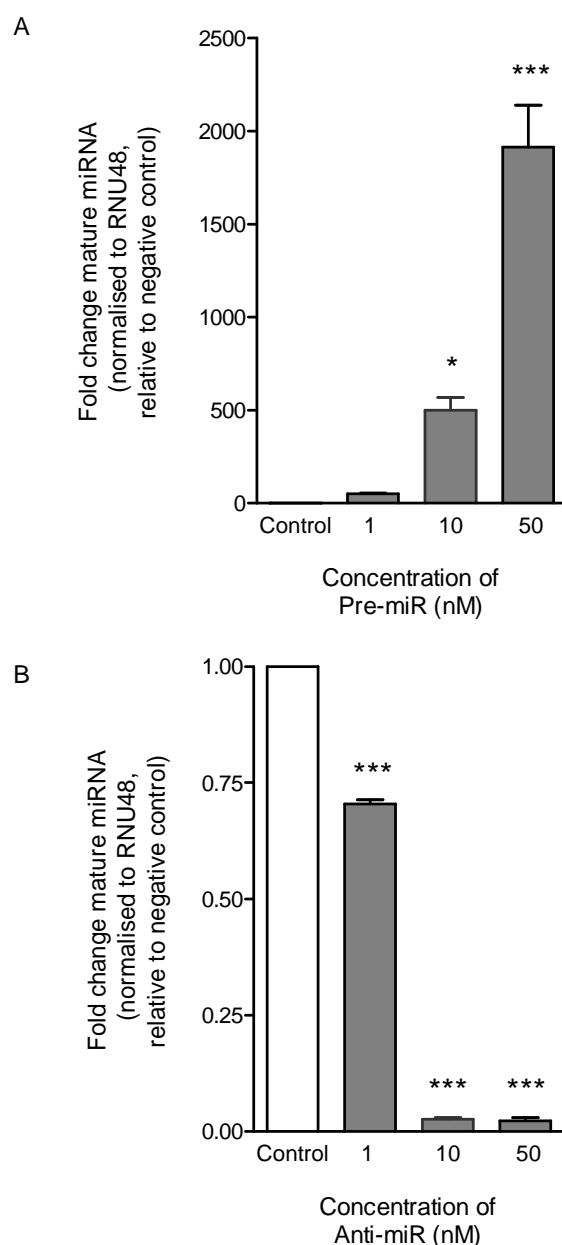 A
Fold change mature miRNA
(normalised to RNU48,
relative to negative control)
2500
2000
1500
1000
500
0
***
*
Control 1 10 50
Concentration of
Pre-miR (nM)
B
Fold change mature miRNA
(normalised to RNU48,
relative to negative control)
1.00
0.75
0.50
0.25
0.00
***
*** ***
Control 1 10 50
Concentration of
Anti-miR (nM)